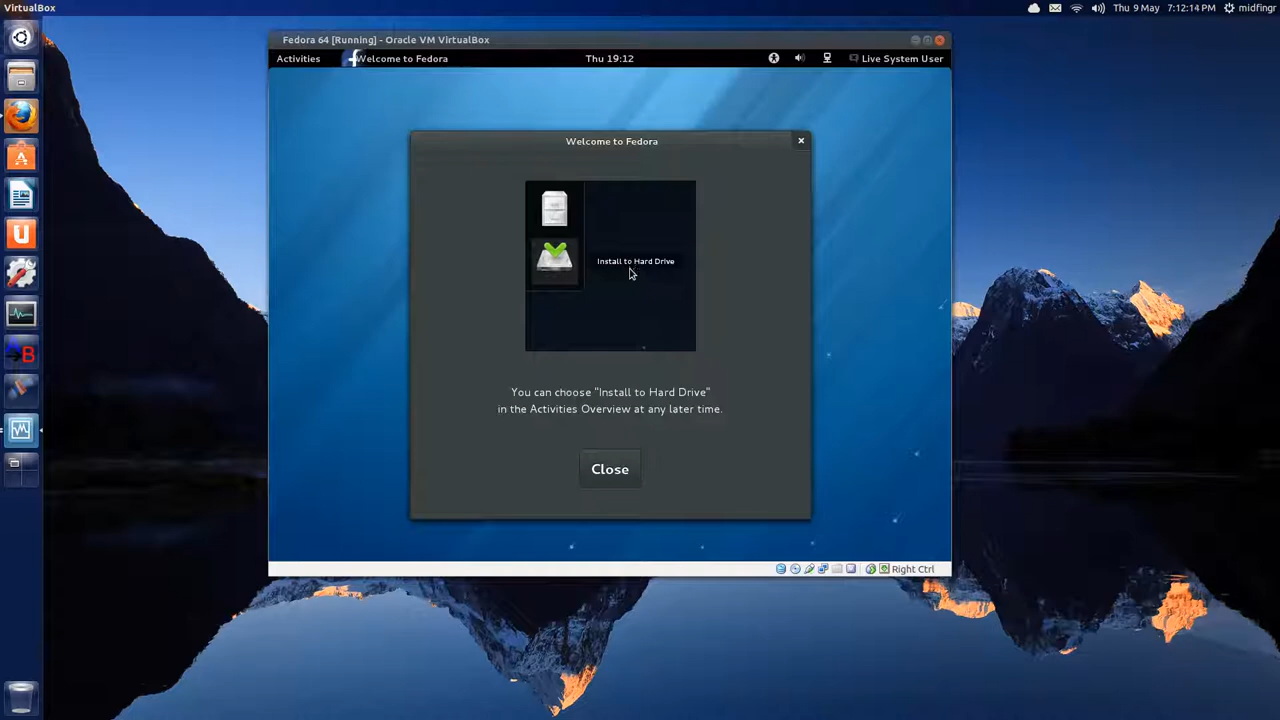 VirtualBox
Thu 9 May 7:12:14 PM midfingr
Fedora 64 [Running] - Oracle VM VirtualBox
Activities Welcome to Fedora Thu 19:12 Live System User
Welcome to Fedora
Install to Hard Drive
You can choose "Install to Hard Drive"
in the Activities Overview at any later time.
Close
Right Ctrl